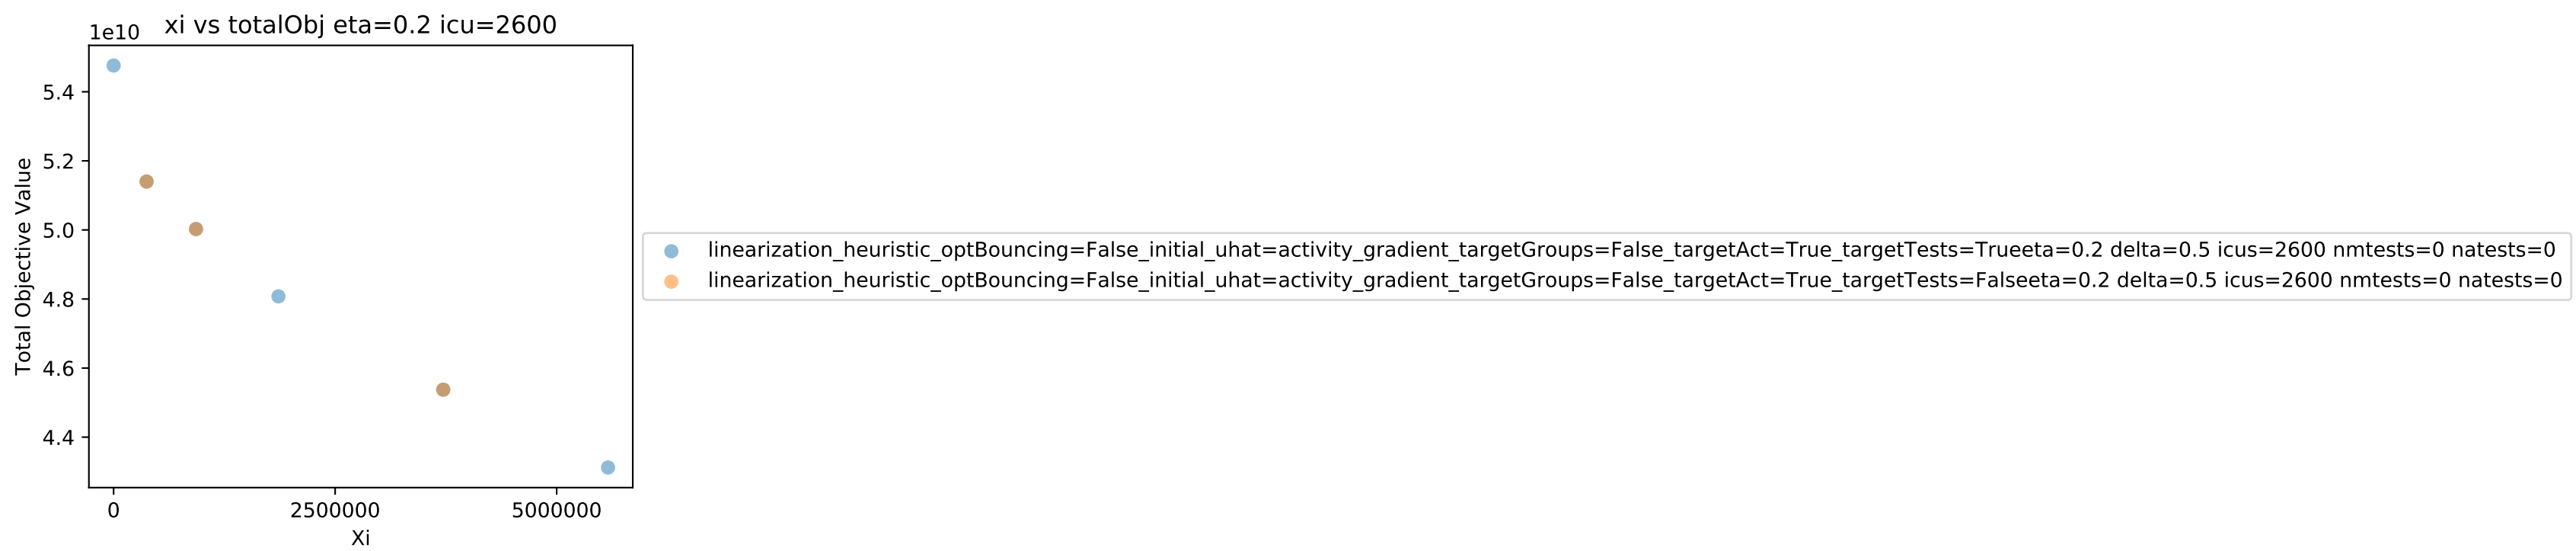 xi vs totalObj eta=0.2 icu=2600
1e10
5.4
5.2
5.0
4.8
4.6
4.4
Total Objective Value
0 2500000 5000000
Xi
linearization_heuristic_optBouncing=False_initial_uhat=activity_gradient_targetGroups=False_targetAct=True_targetTests=Trueeta=0.2 delta=0.5 icus=2600 nmtests=0 natests=0
linearization_heuristic_optBouncing=False_initial_uhat=activity_gradient_targetGroups=False_targetAct=True_targetTests=Falseeta=0.2 delta=0.5 icus=2600 nmtests=0 natests=0